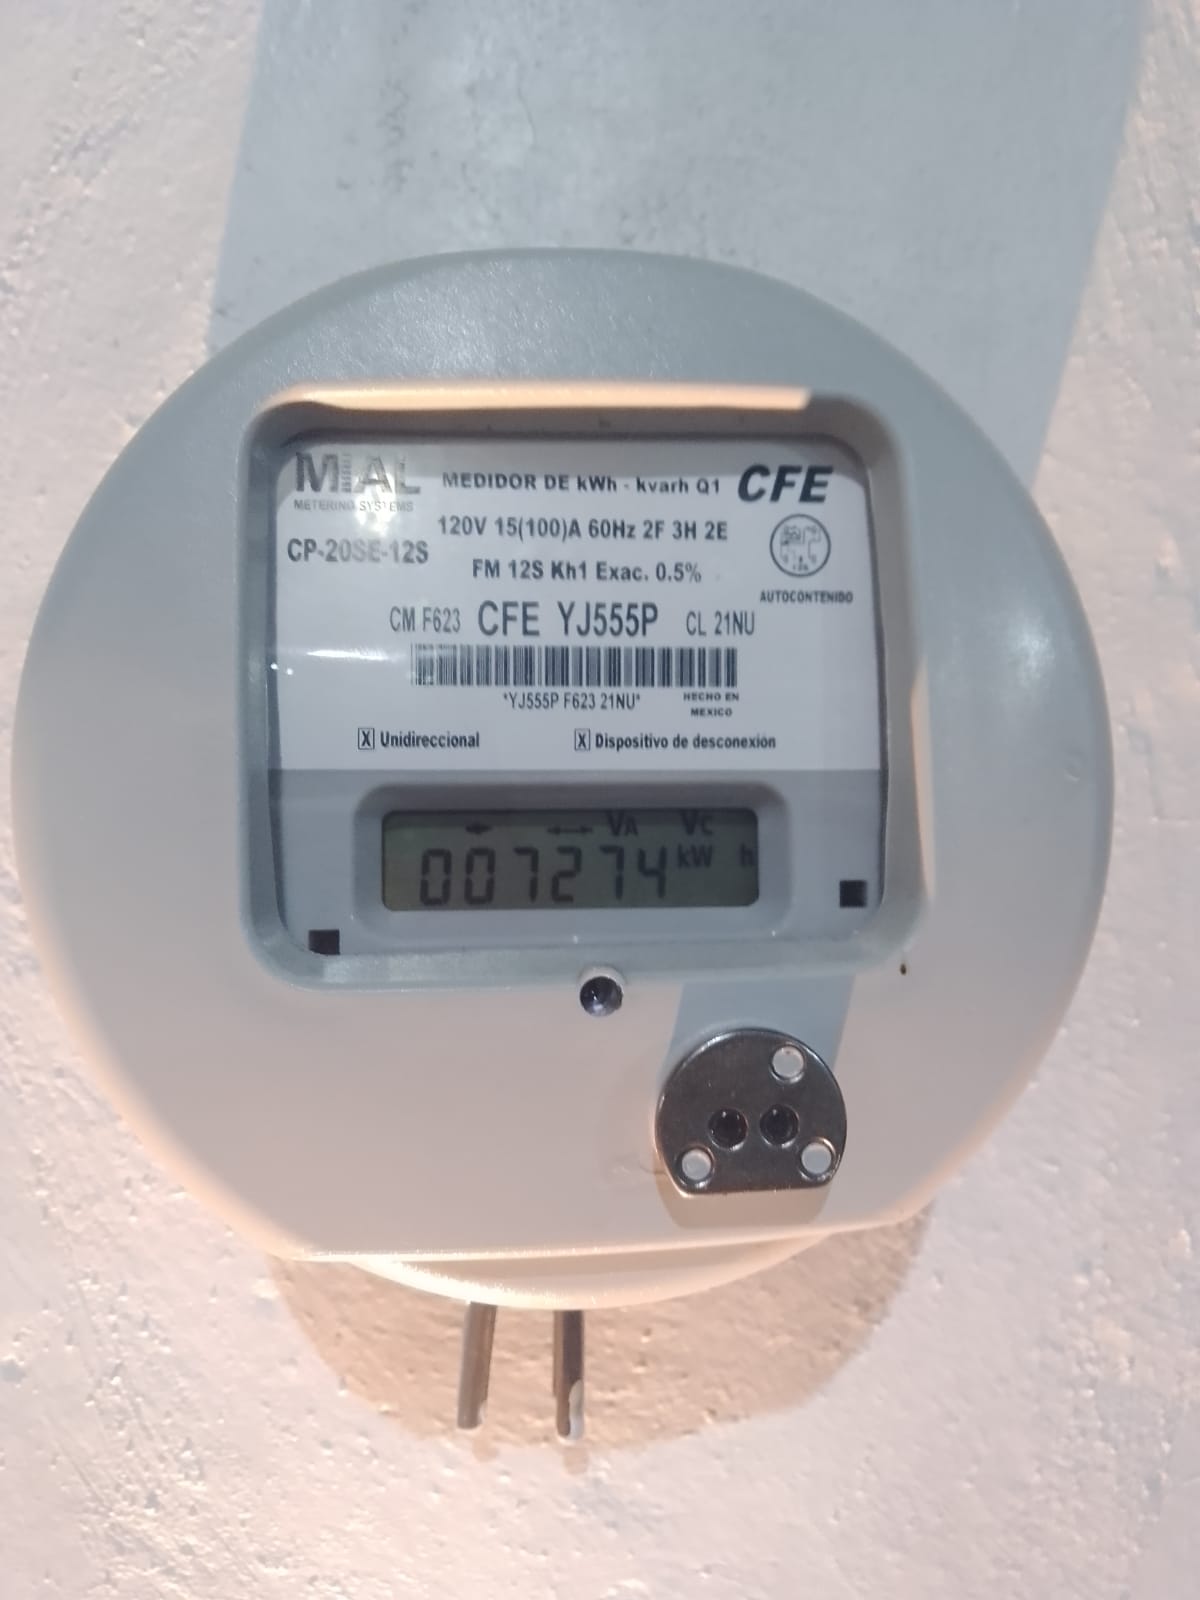 MIAL
METERING SYSTEMS
MEDIDOR DE kWh - kvarh Q1
CFE
120V 15(100)A 60Hz 2F 3H 2E
CP-20SE-12S
FM 12S Kh1 Exac. 0.5%
AUTOCONTENIDO
CM F623 CFE YJ555P CL 21NU
*YJ555P F623 21NU*
HECHO EN
MEXICO
X Unidireccional
X Dispositivo de desconexión
VA VC
007274 kW h